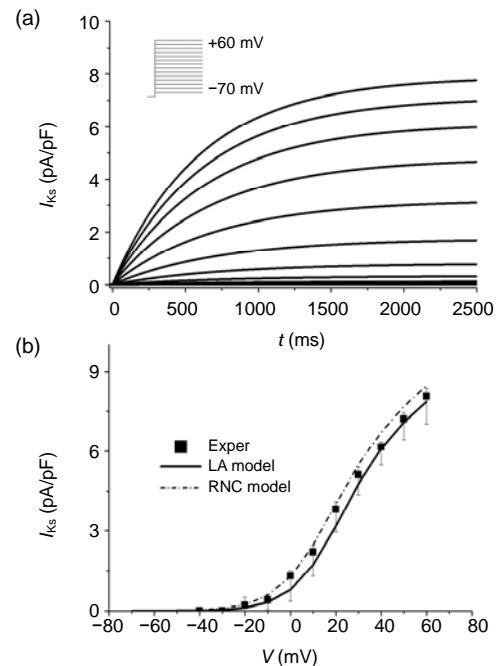 (a)
+60 mV
−70 mV
10
8
6
4
2
0
I_Ks (pA/pF)
0 500 1000 1500 2000 2500
t (ms)
(b)
9
6
3
0
I_Ks (pA/pF)
Exper
LA model
RNC model
−80 −60 −40 −20 0 20 40 60 80
V (mV)